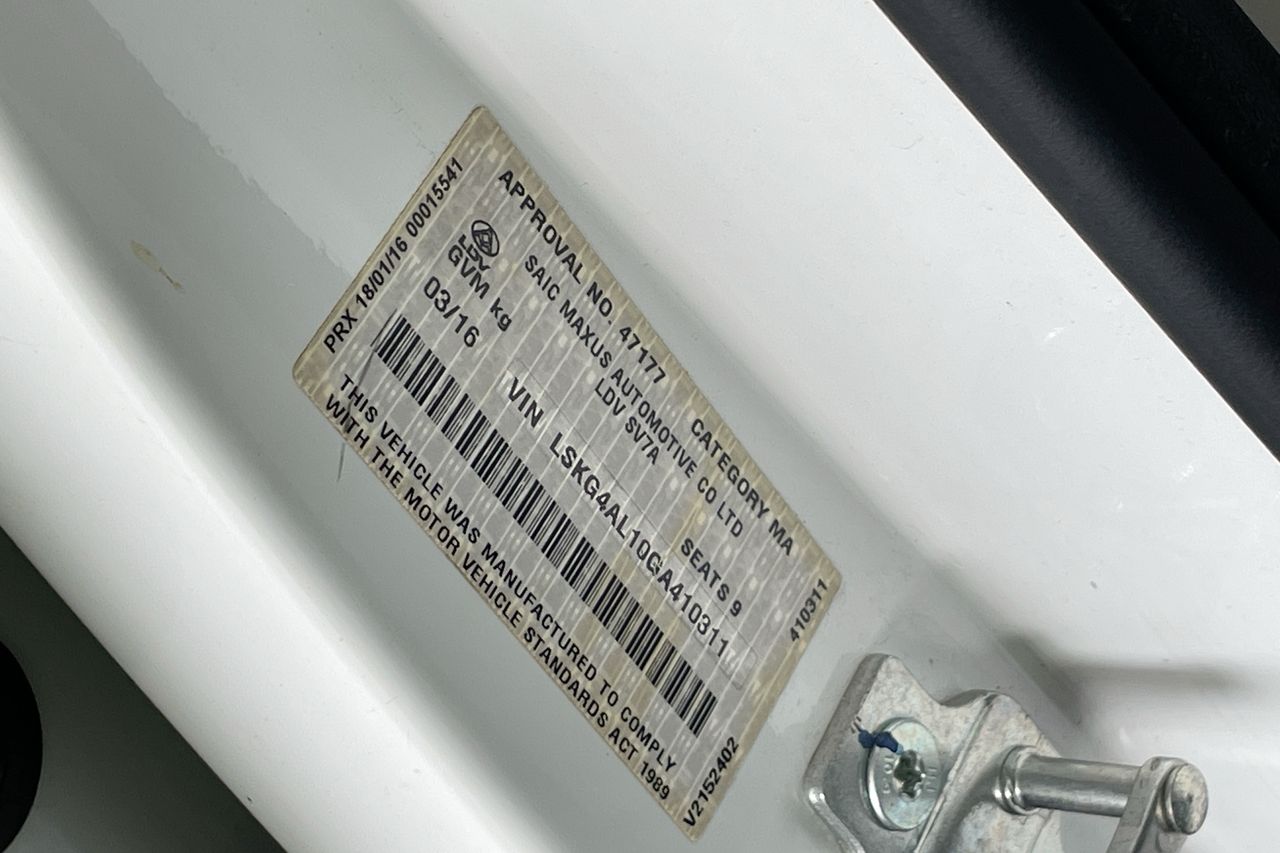 APPROVAL NO. 47177 CATEGORY MA
SAIC MAXUS AUTOMOTIVE CO LTD
LDV
LDV SV7A
GVM kg SEATS 9
03/16 VIN LSKG4AL10GA410311
THIS VEHICLE WAS MANUFACTURED TO COMPLY
WITH THE MOTOR VEHICLE STANDARDS ACT 1989
PRX 18/01/16 00015541
410311
V2152402